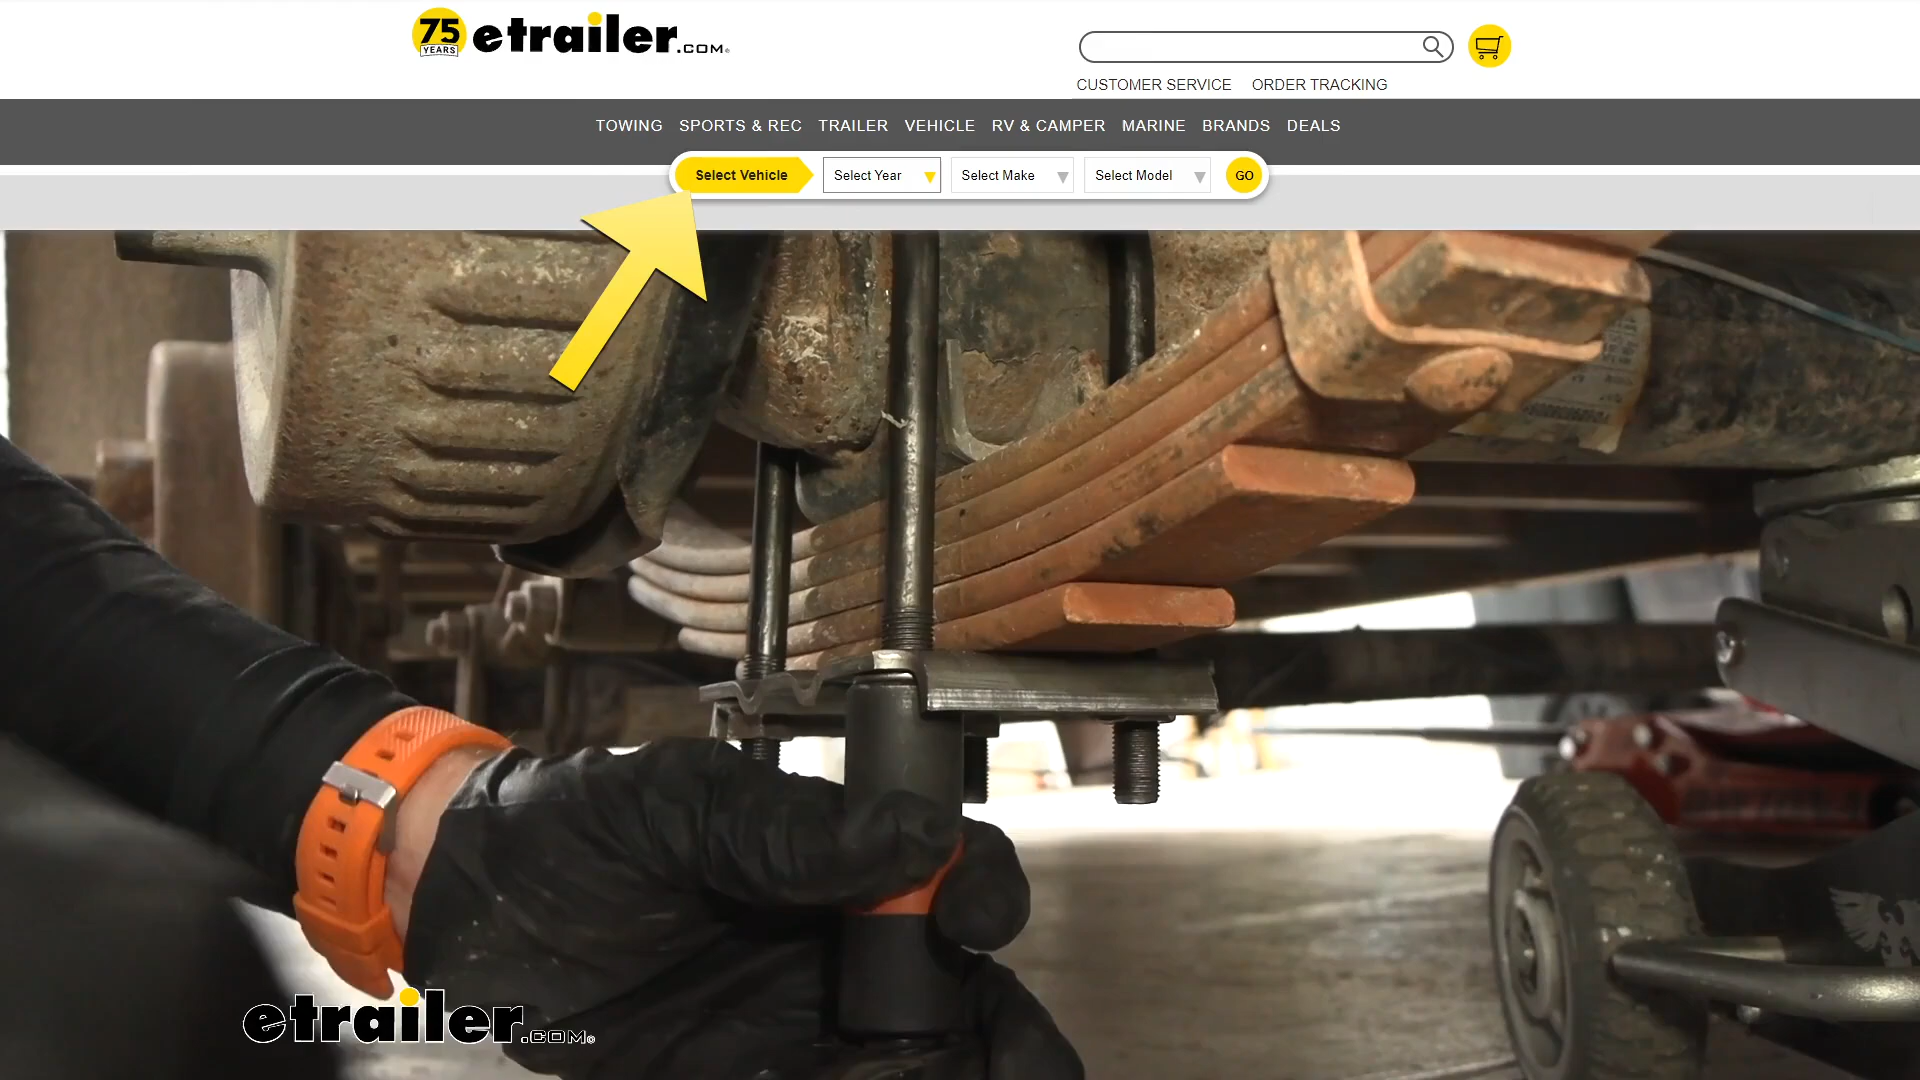 75 YEARS etrailer.com
CUSTOMER SERVICE ORDER TRACKING
TOWING SPORTS & REC TRAILER VEHICLE RV & CAMPER MARINE BRANDS DEALS
Select Vehicle Select Year Select Make Select Model GO
etrailer.com